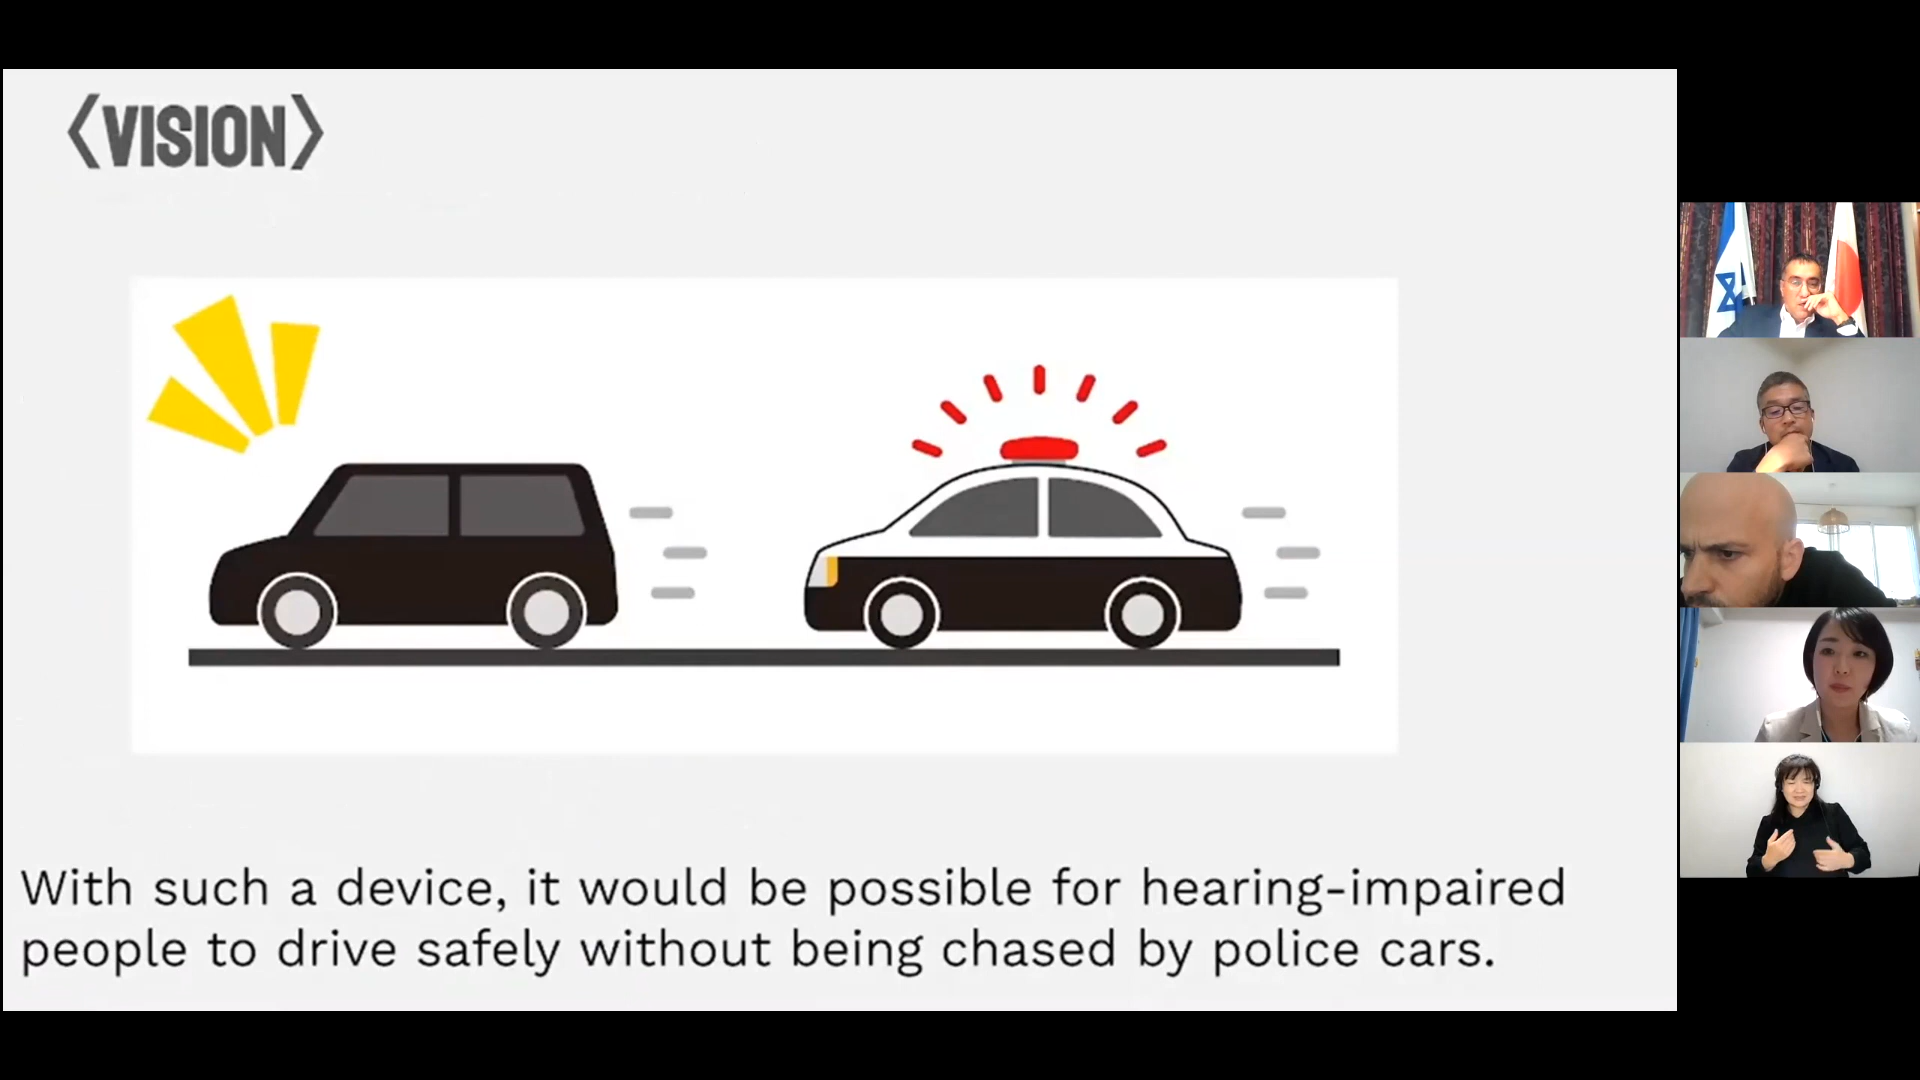 〈VISION〉
With such a device, it would be possible for hearing-impaired
people to drive safely without being chased by police cars.